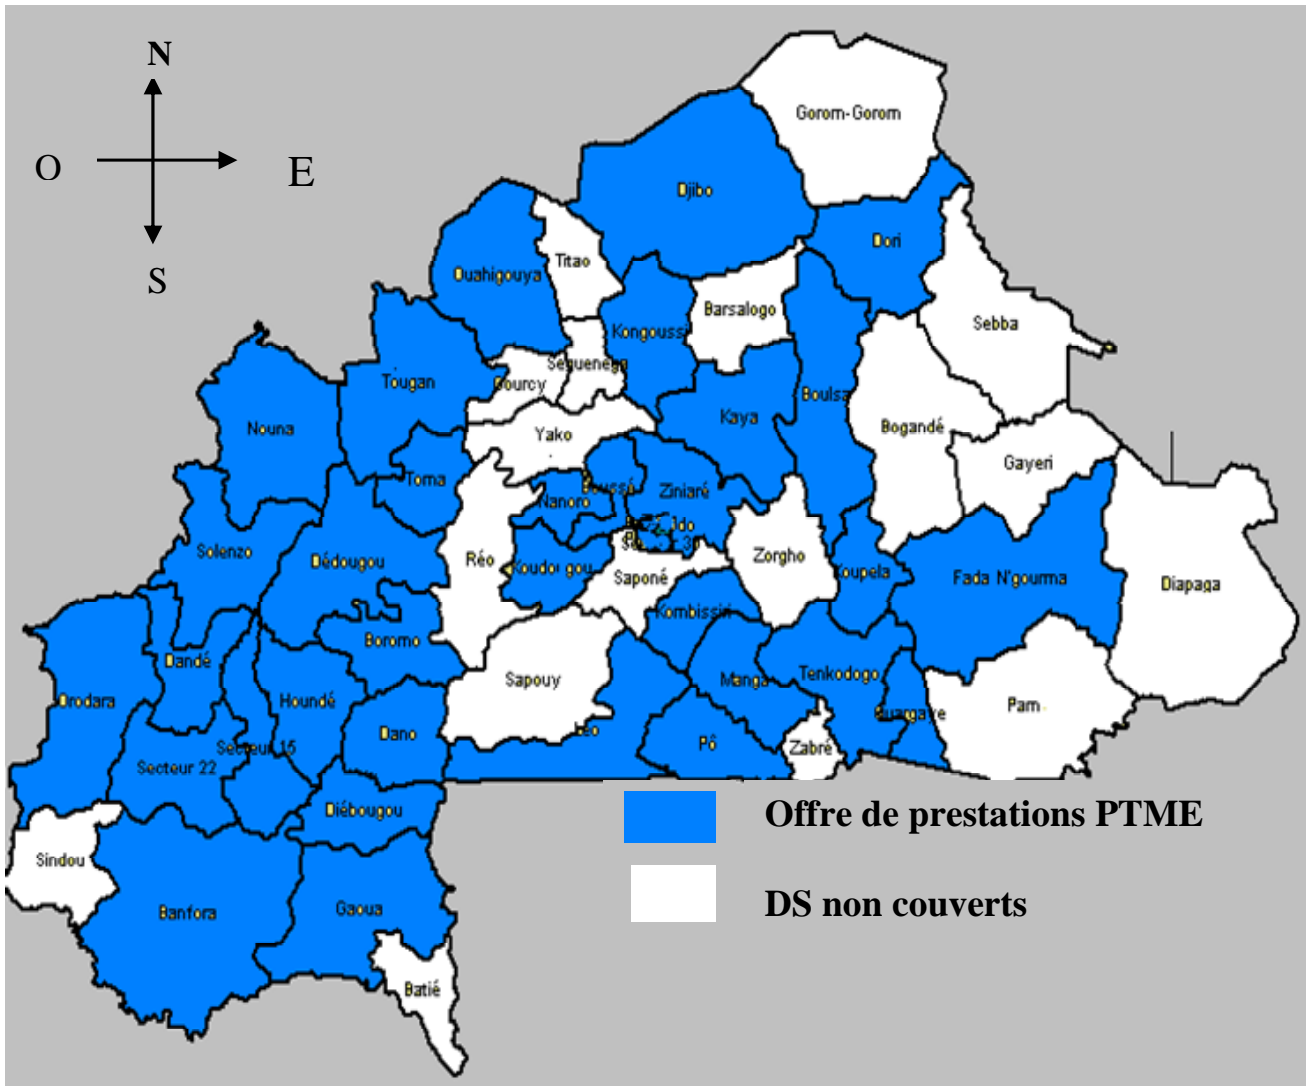 N
O
E
S
Gorom-Gorom
Djibo
Dori
Titao
Ouahigouya
Barsalogo
Sebba
Kongoussi
Seguenega
Gourcy
Tougan
Boulsa
Kaya
Bogandé
Nouna
Yako
Gayeri
Toma
Boussé
Ziniaré
Nanoro
Solenzo
Dédougou
Réo
Koudougou
Saponé
Zorgho
Koupela
Fada N'gourma
Diapaga
Kombissiri
Boromo
Dandé
Tenkodogo
Sapouy
Manga
Orodara
Houndé
Pam
Ouargaye
Dano
Léo
Pô
Zabré
Secteur 15
Secteur 22
Diébougou
Offre de prestations PTME
Sindou
Banfora
Gaoua
DS non couverts
Batié